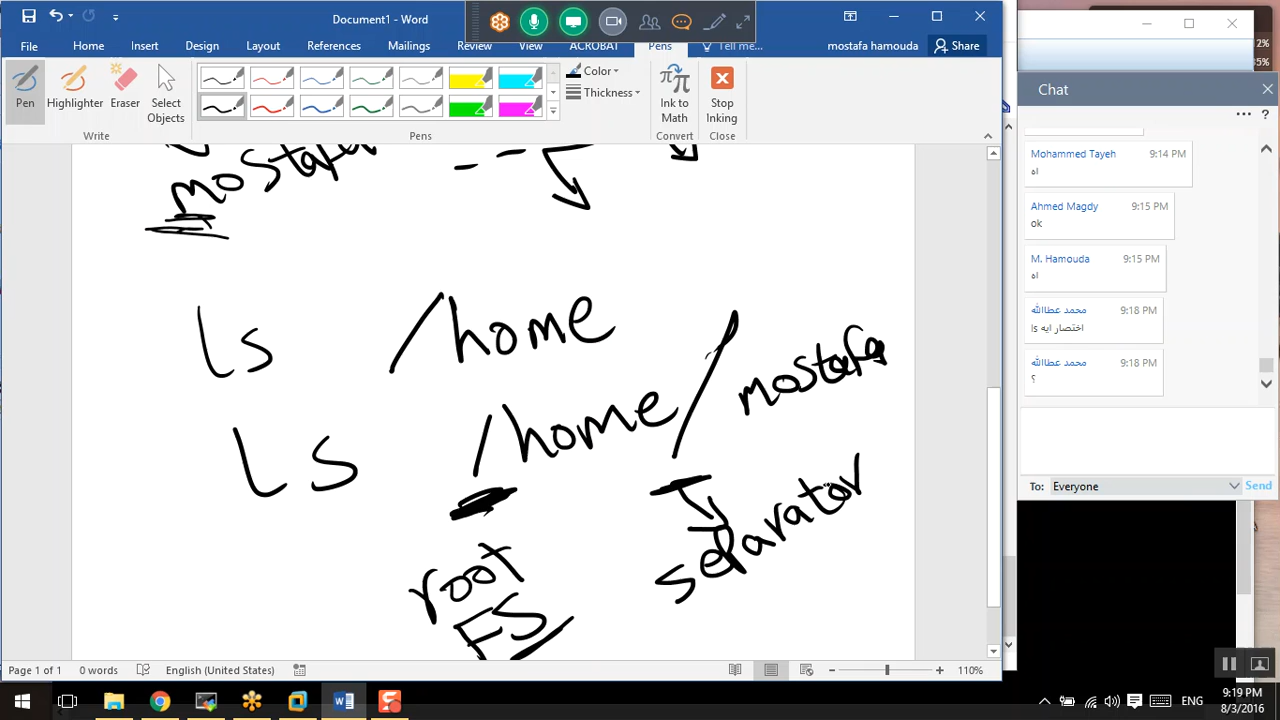 Document1 - Word
mostafa hamouda
Share
File
Home
Insert
Design
Layout
References
Mailings
Review
View
ACROBAT
Pens
Tell me...
Pen
Highlighter
Eraser
Select
Objects
Color
Thickness
Ink to
Math
Stop
Inking
Write
Pens
Convert
Close
mostafa
ls /home
ls /home/mostafa
root
FS
separator
Page 1 of 1
0 words
English (United States)
110%
2%
35%
Chat
Mohammed Tayeh 9:14 PM
اه
Ahmed Magdy 9:15 PM
ok
M. Hamouda 9:15 PM
اه
محمد عطاالله 9:18 PM
اختصار ايه ls
محمد عطاالله 9:18 PM
؟
To: Everyone
Send
ENG
9:19 PM
8/3/2016